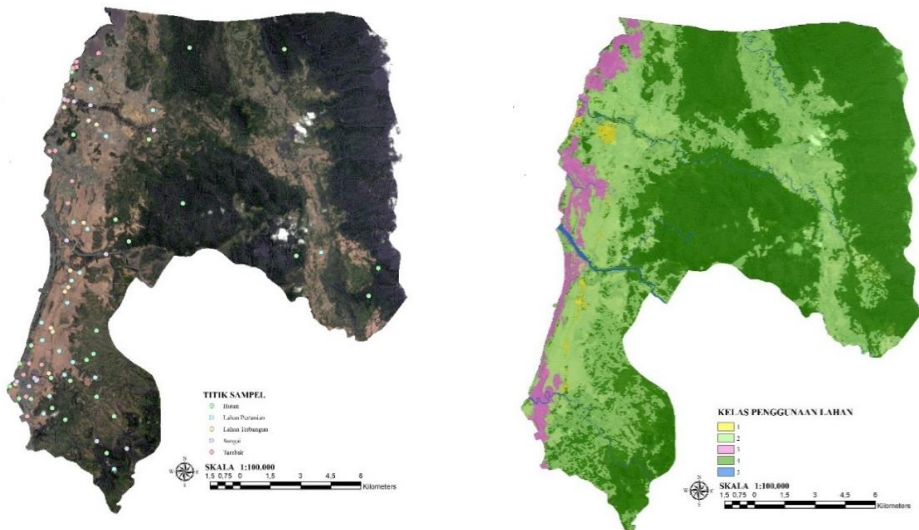 TITIK SAMPEL
Hutan
Lahan Pertanian
Lahan Terbangun
Sungai
Tambak
SKALA 1:100.000
1.5 0.75 0 1.5 3 4.5 6
Kilometers
KELAS PENGGUNAAN LAHAN
1
2
3
4
5
SKALA 1:100.000
1.5 0.75 0 1.5 3 4.5 6
Kilometers